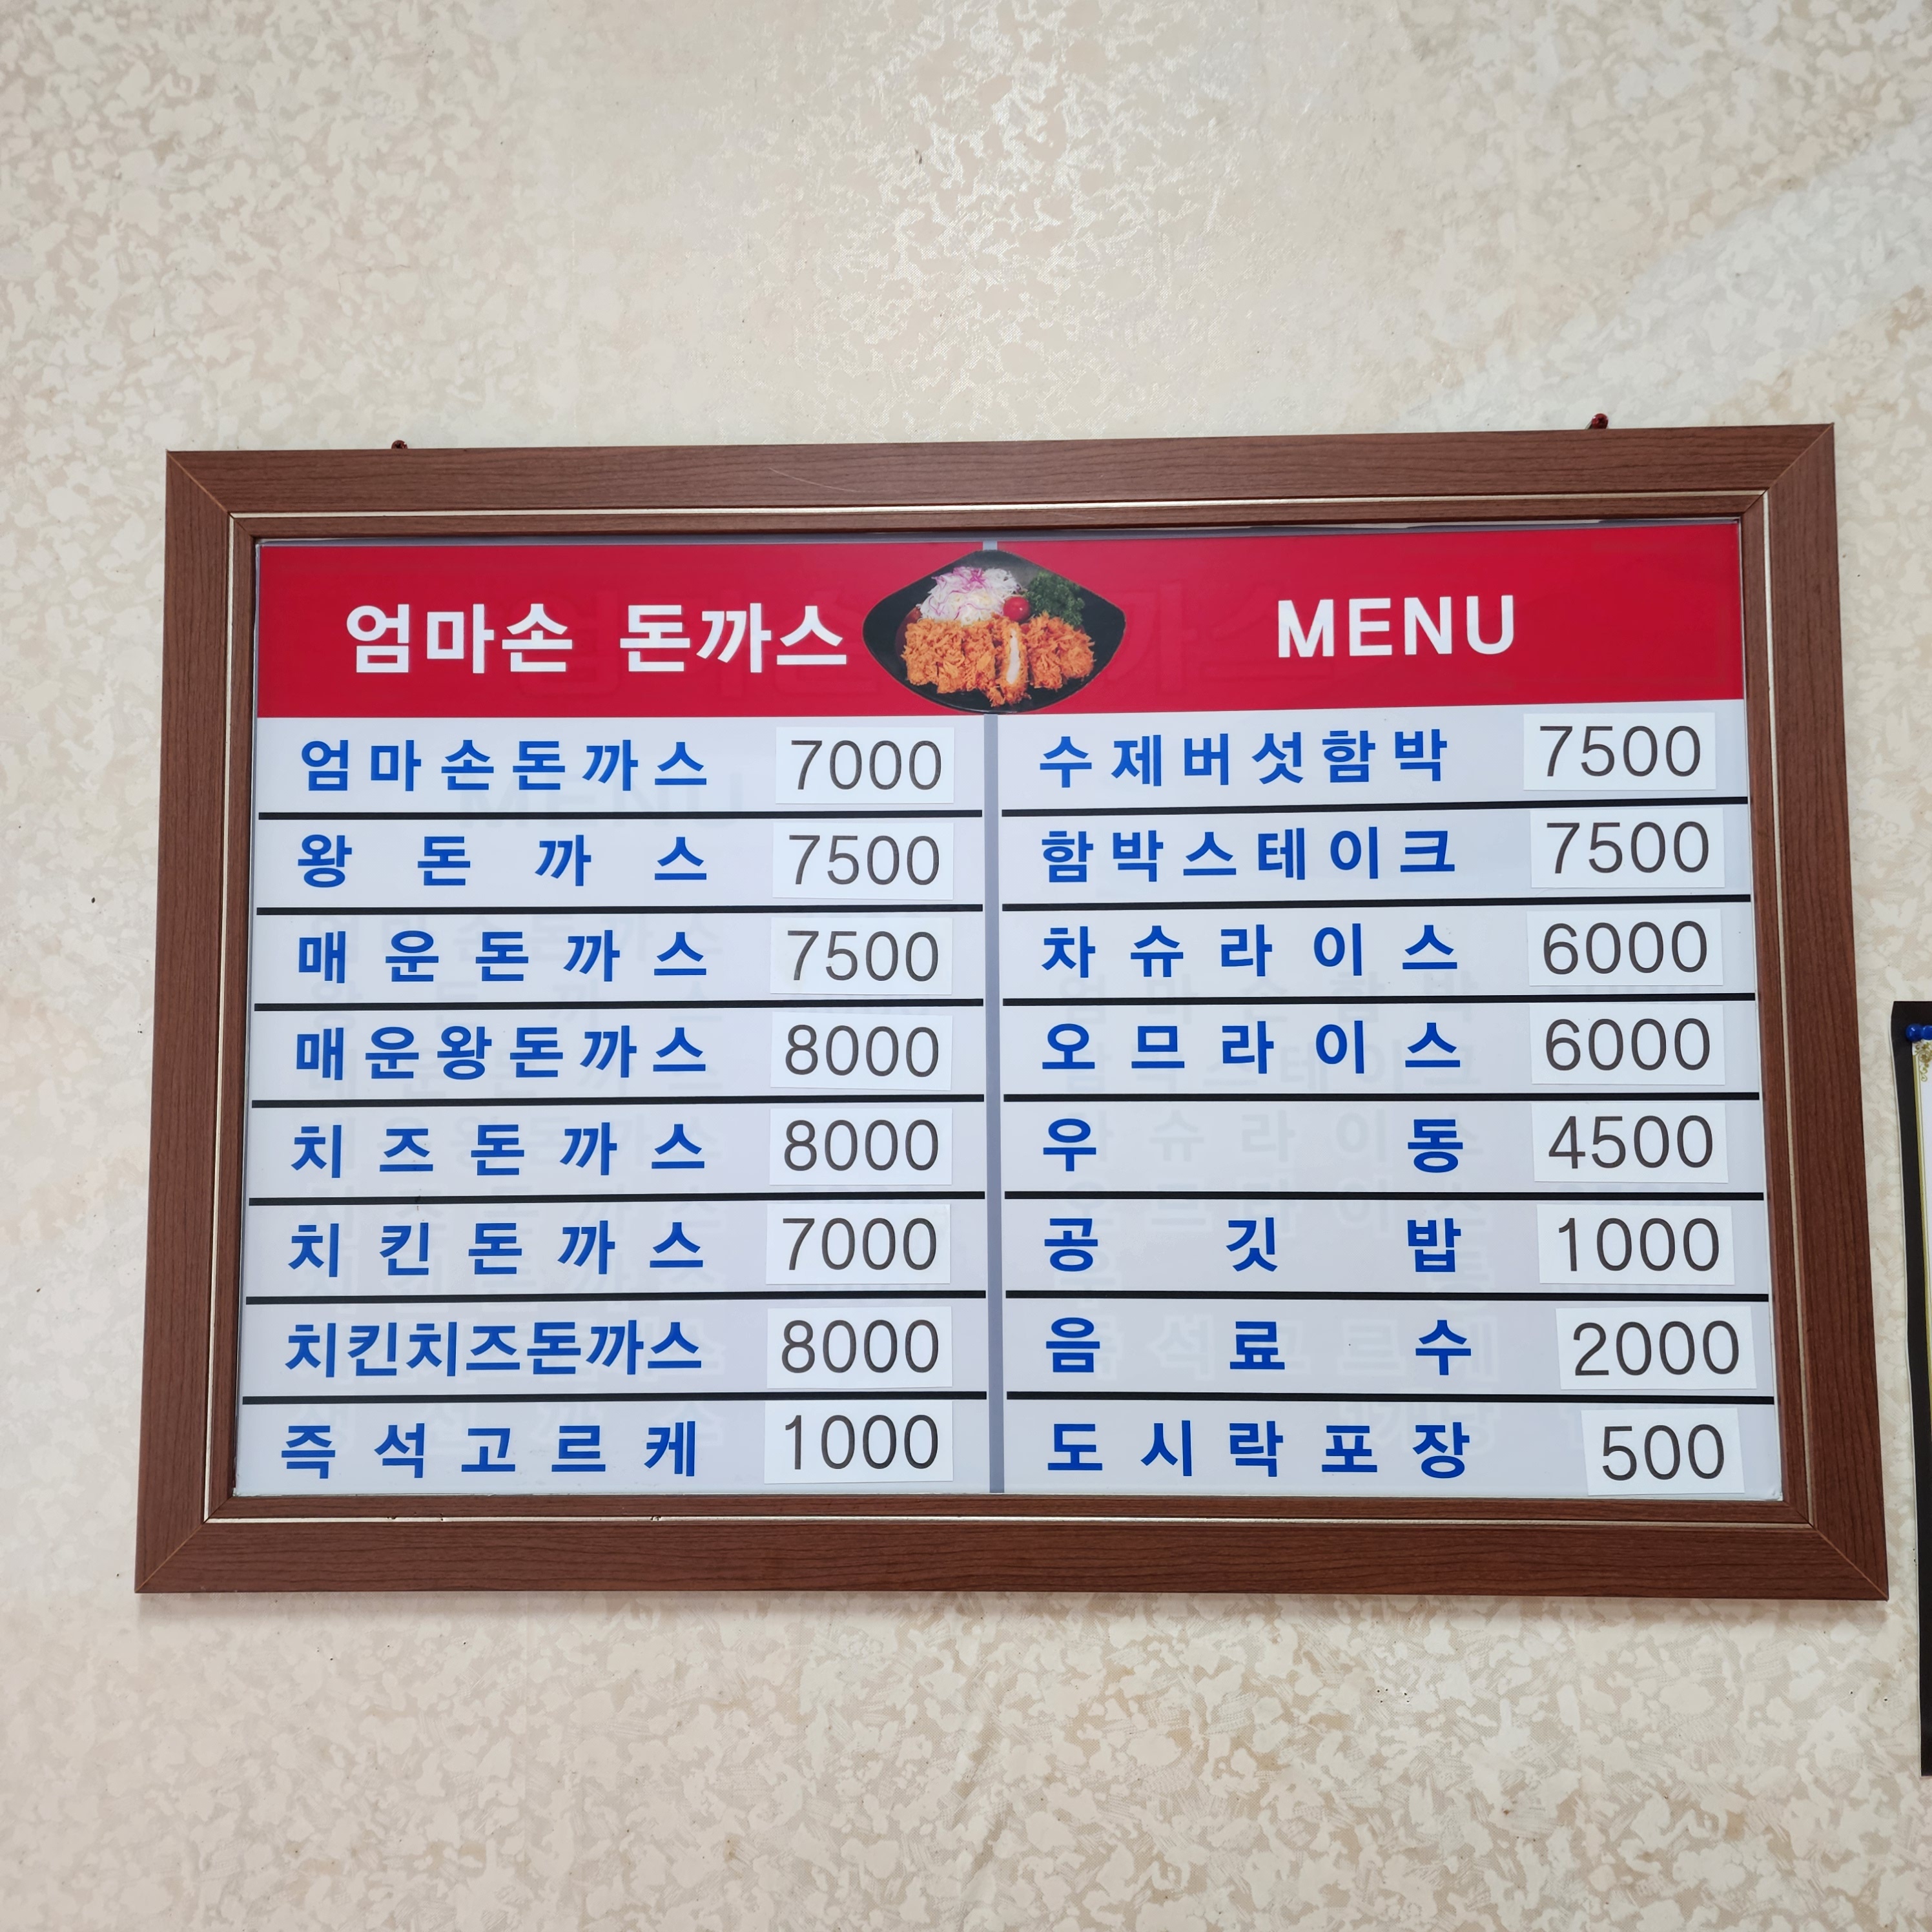 엄마손 돈까스 MENU
엄마손돈까스 7000
왕돈까스 7500
매운돈까스 7500
매운왕돈까스 8000
치즈돈까스 8000
치킨돈까스 7000
치킨치즈돈까스 8000
즉석고르케 1000
수제버섯함박 7500
함박스테이크 7500
차슈라이스 6000
오므라이스 6000
우동 4500
공깃밥 1000
음료수 2000
도시락포장 500